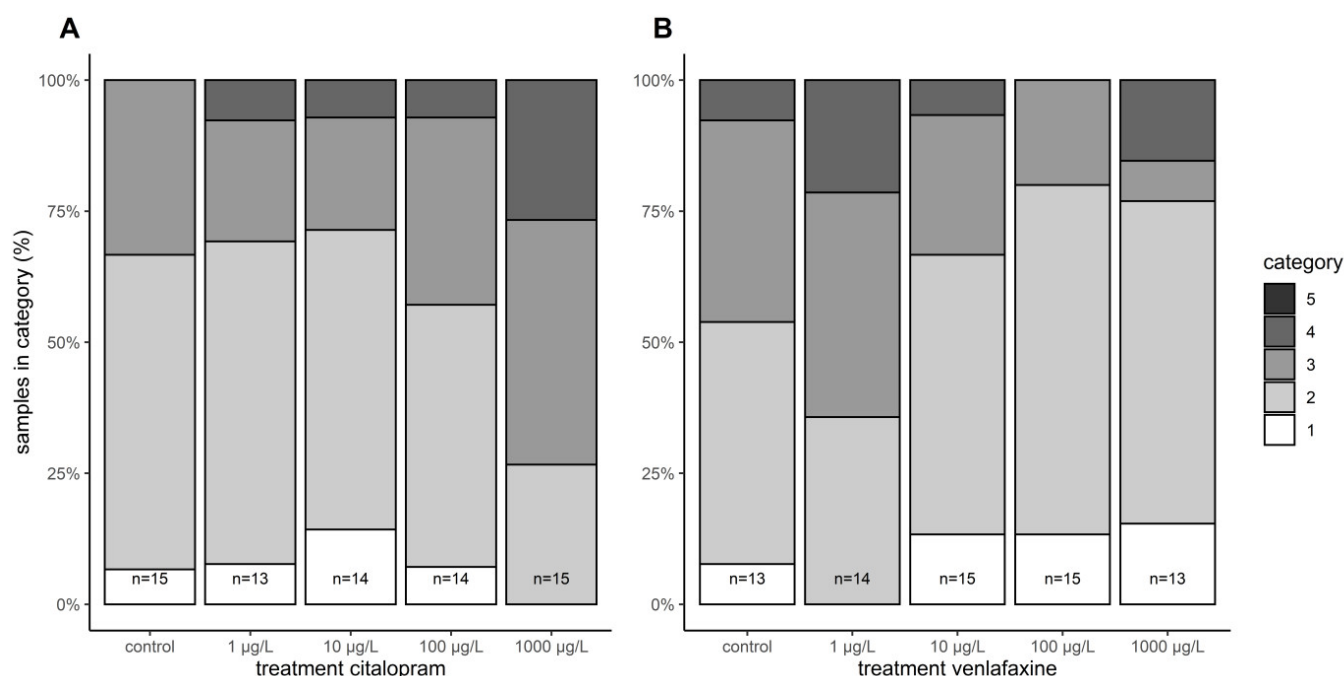 A
100%
75%
50%
25%
0%
samples in category (%)
n=15 n=13 n=14 n=14 n=15
control 1 µg/L 10 µg/L 100 µg/L 1000 µg/L
treatment citalopram
B
100%
75%
50%
25%
0%
n=13 n=14 n=15 n=15 n=13
control 1 µg/L 10 µg/L 100 µg/L 1000 µg/L
treatment venlafaxine
category
5
4
3
2
1